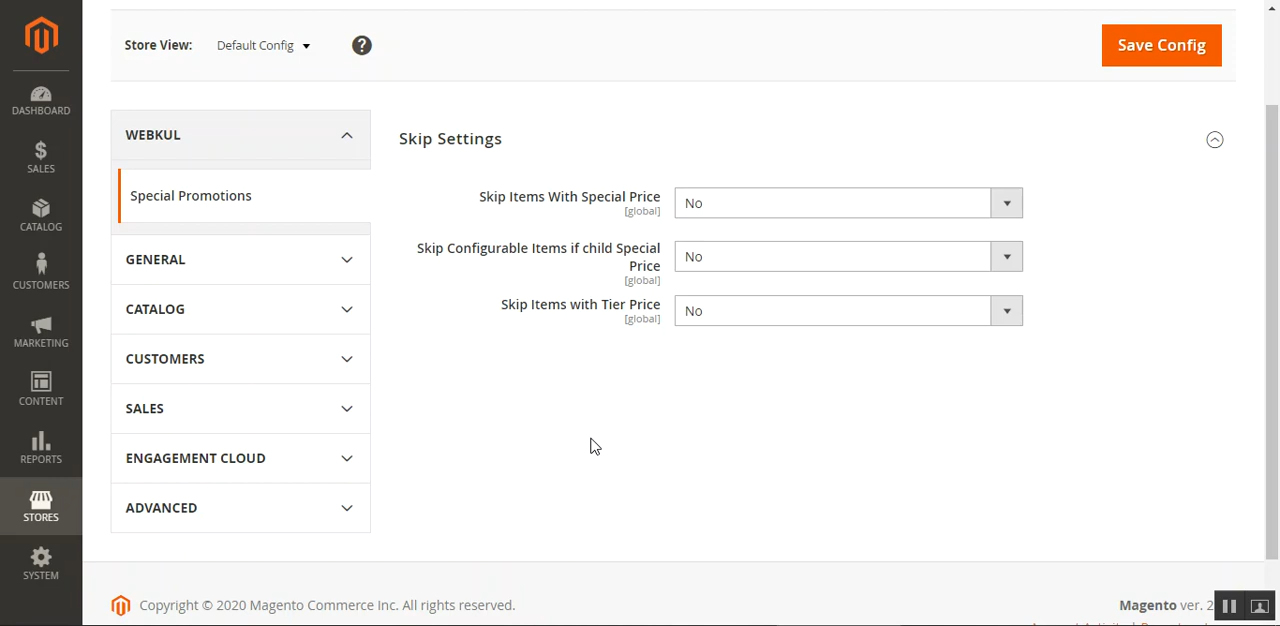 Store View: Default Config ?
Save Config
DASHBOARD
SALES
CATALOG
CUSTOMERS
MARKETING
CONTENT
REPORTS
STORES
SYSTEM
WEBKUL
Special Promotions
GENERAL
CATALOG
CUSTOMERS
SALES
ENGAGEMENT CLOUD
ADVANCED
Skip Settings
Skip Items With Special Price
[global]
No
Skip Configurable Items if child Special
Price
[global]
No
Skip Items with Tier Price
[global]
No
Copyright © 2020 Magento Commerce Inc. All rights reserved.
Magento ver. 2